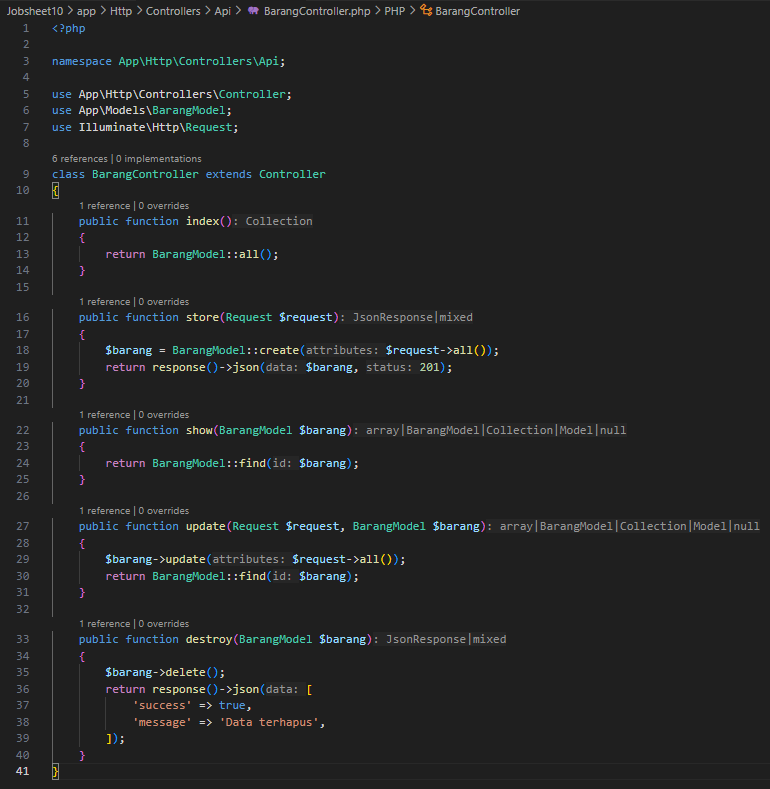 Jobsheet10 > app > Http > Controllers > Api > BarangController.php > PHP > BarangController
1 <?php
2
3 namespace App\Http\Controllers\Api;
4
5 use App\Http\Controllers\Controller;
6 use App\Models\BarangModel;
7 use Illuminate\Http\Request;
8
6 references | 0 implementations
9 class BarangController extends Controller
10 {
1 reference | 0 overrides
11 public function index(): Collection
12 {
13 return BarangModel::all();
14 }
15
1 reference | 0 overrides
16 public function store(Request $request): JsonResponse|mixed
17 {
18 $barang = BarangModel::create(attributes: $request->all());
19 return response()->json(data: $barang, status: 201);
20 }
21
1 reference | 0 overrides
22 public function show(BarangModel $barang): array|BarangModel|Collection|Model|null
23 {
24 return BarangModel::find(id: $barang);
25 }
26
1 reference | 0 overrides
27 public function update(Request $request, BarangModel $barang): array|BarangModel|Collection|Model|null
28 {
29 $barang->update(attributes: $request->all());
30 return BarangModel::find(id: $barang);
31 }
32
1 reference | 0 overrides
33 public function destroy(BarangModel $barang): JsonResponse|mixed
34 {
35 $barang->delete();
36 return response()->json(data: [
37 'success' => true,
38 'message' => 'Data terhapus',
39 ]);
40 }
41 }